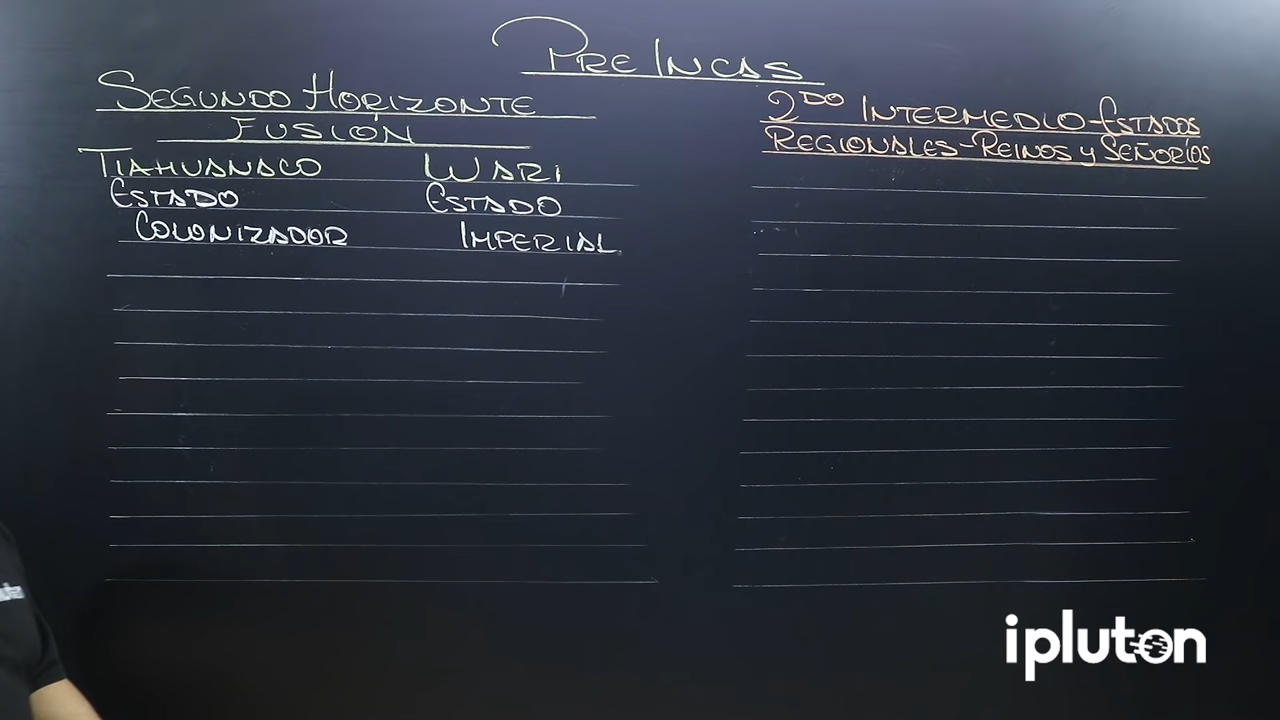 PRE INCAS
SEGUNDO HORIZONTE
FUSIÓN
TIAHUANACO WARI
ESTADO ESTADO
COLONIZADOR IMPERIAL
2DO INTERMEDIO-ESTADOS
REGIONALES-REINOS y SEÑORÍOS
ipluton